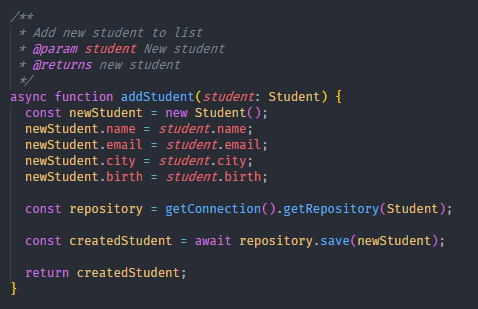 /**
 * Add new student to list
 * @param student New student
 * @returns new student
 */
async function addStudent(student: Student) {
  const newStudent = new Student();
  newStudent.name = student.name;
  newStudent.email = student.email;
  newStudent.city = student.city;
  newStudent.birth = student.birth;

  const repository = getConnection().getRepository(Student);

  const createdStudent = await repository.save(newStudent);

  return createdStudent;
}